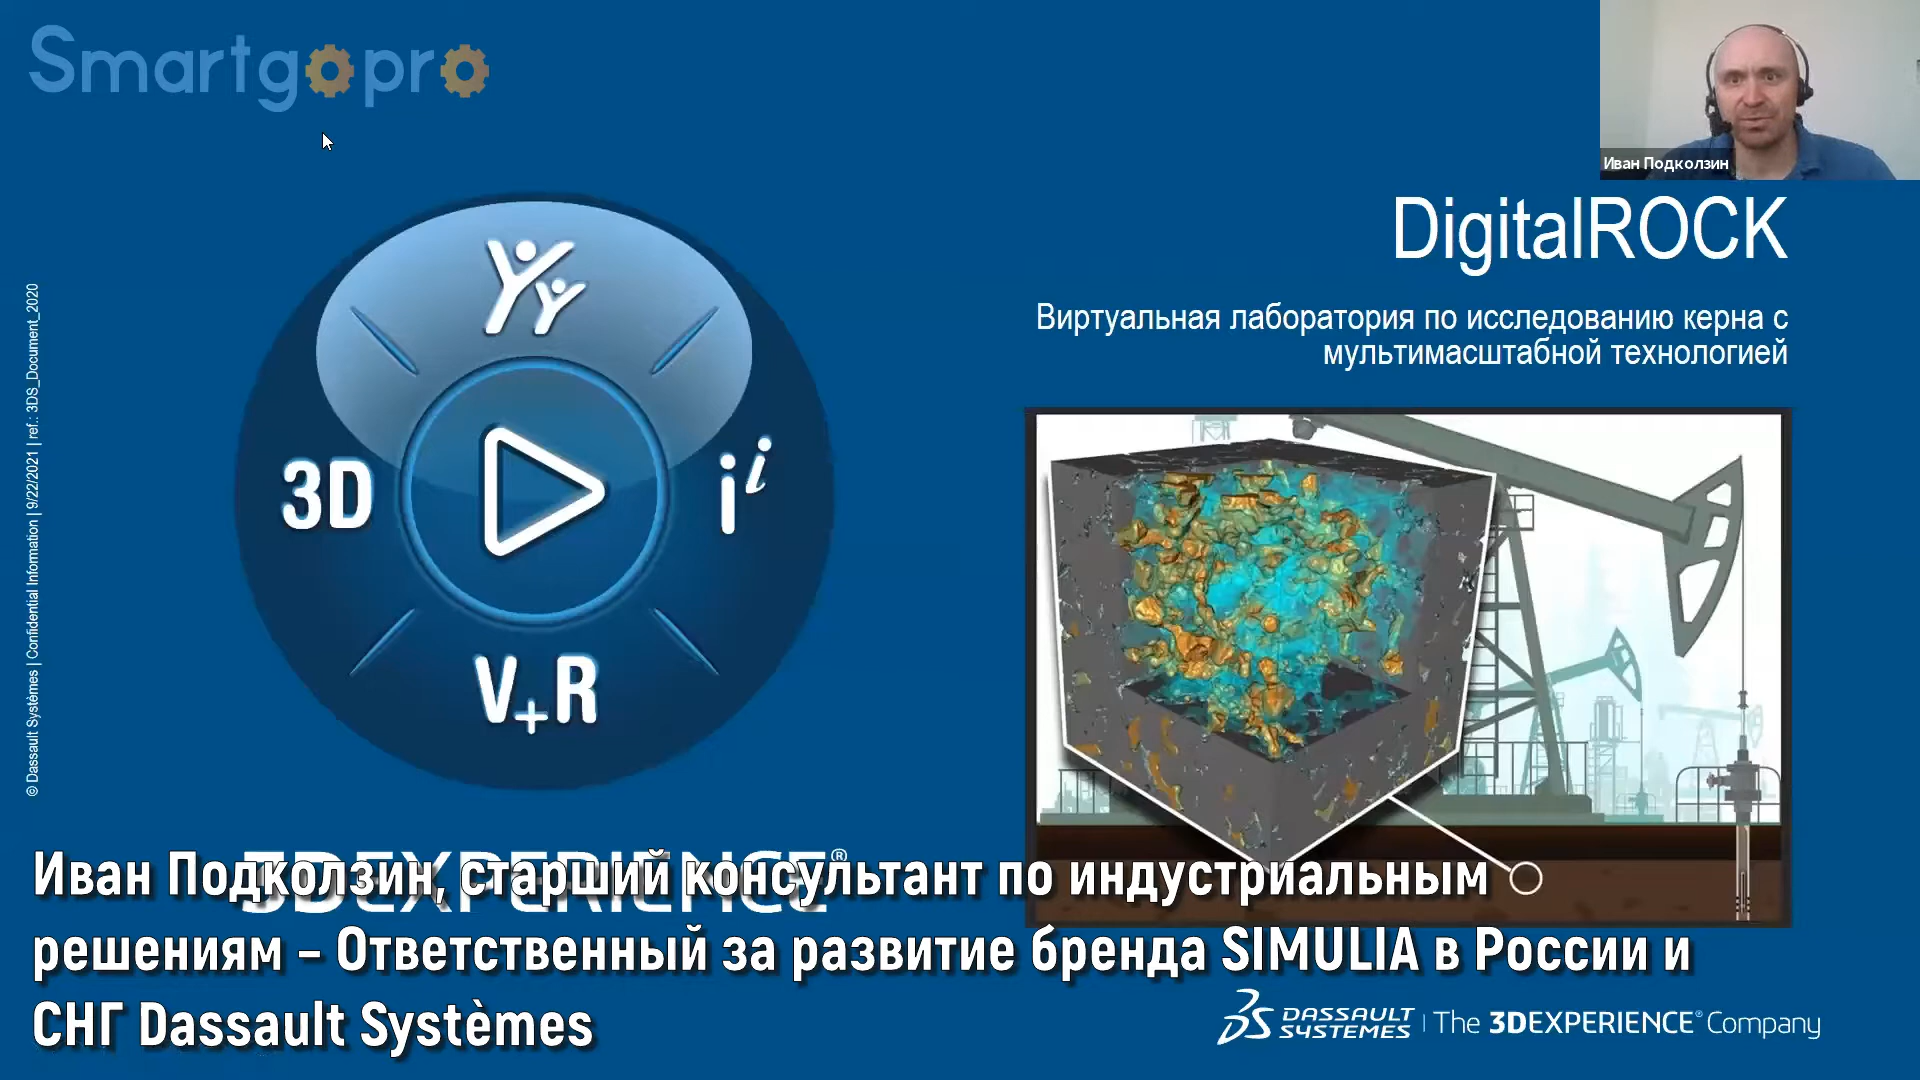 Smartgopro
Иван Подколзин
DigitalROCK
Виртуальная лаборатория по исследованию керна с
мультимасштабной технологией
© Dassault Systèmes | Confidential Information | 9/22/2021 | ref.: 3DS_Document_2020
3D
i i
V+R
3DEXPERIENCE®
Иван Подколзин, старший консультант по индустриальным
решениям – Ответственный за развитие бренда SIMULIA в России и
СНГ Dassault Systèmes
DASSAULT
SYSTEMES | The 3DEXPERIENCE® Company